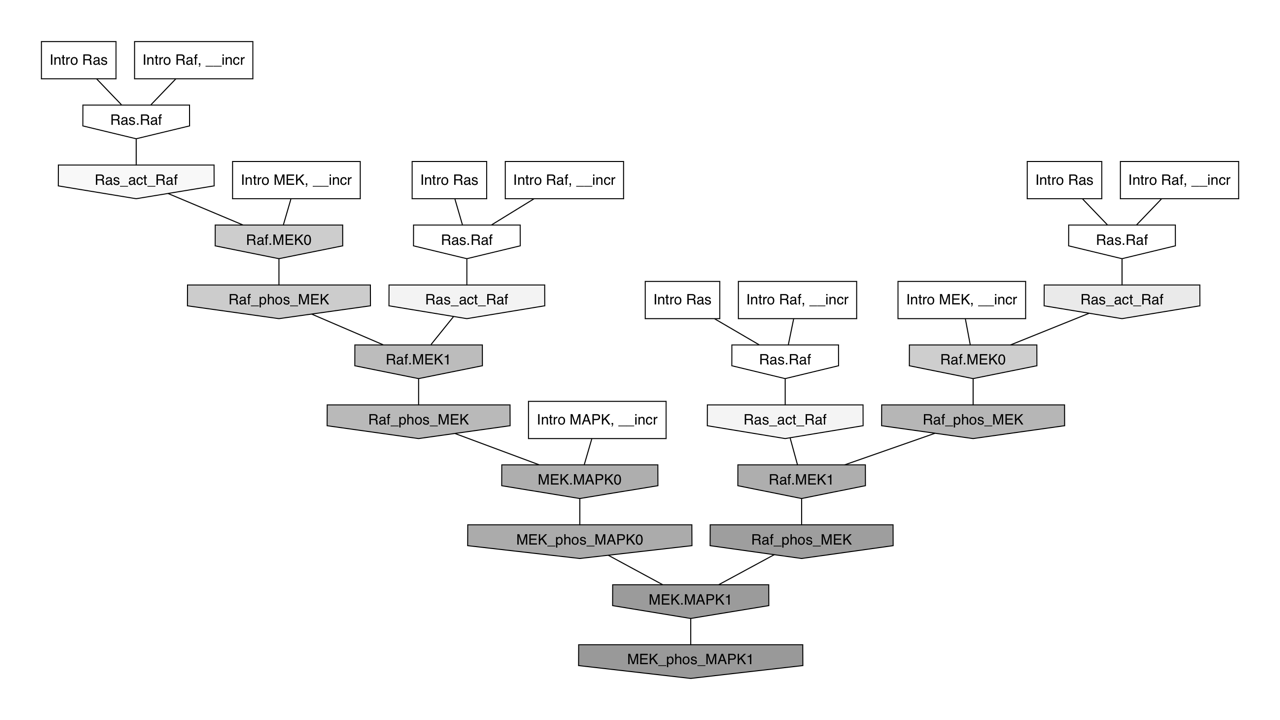 Intro Ras
Intro Raf, __incr
Ras.Raf
Ras_act_Raf
Intro MEK, __incr
Intro Ras
Intro Raf, __incr
Intro Ras
Intro Raf, __incr
Raf.MEK0
Ras.Raf
Ras.Raf
Raf_phos_MEK
Ras_act_Raf
Intro Ras
Intro Raf, __incr
Intro MEK, __incr
Ras_act_Raf
Raf.MEK1
Ras.Raf
Raf.MEK0
Raf_phos_MEK
Intro MAPK, __incr
Ras_act_Raf
Raf_phos_MEK
MEK.MAPK0
Raf.MEK1
MEK_phos_MAPK0
Raf_phos_MEK
MEK.MAPK1
MEK_phos_MAPK1